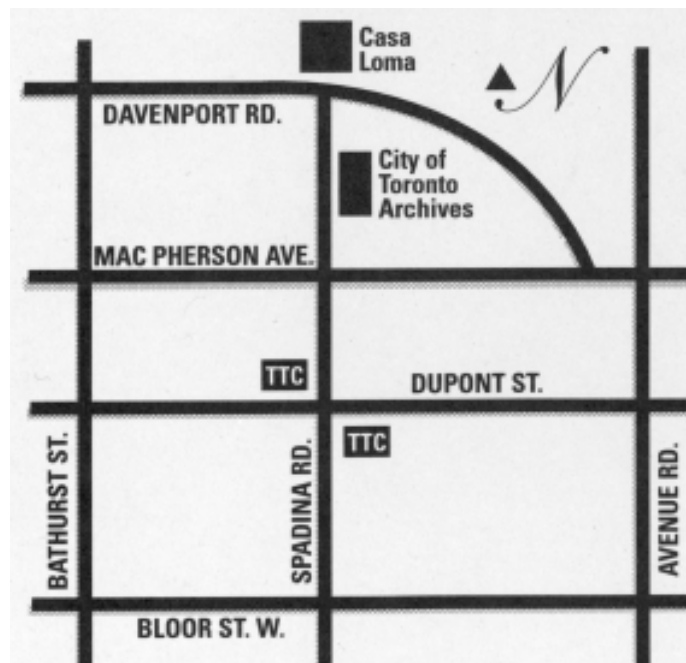 Casa
Loma
N
DAVENPORT RD.
City of
Toronto
Archives
MAC PHERSON AVE.
TTC
DUPONT ST.
TTC
BATHURST ST.
SPADINA RD.
AVENUE RD.
BLOOR ST. W.